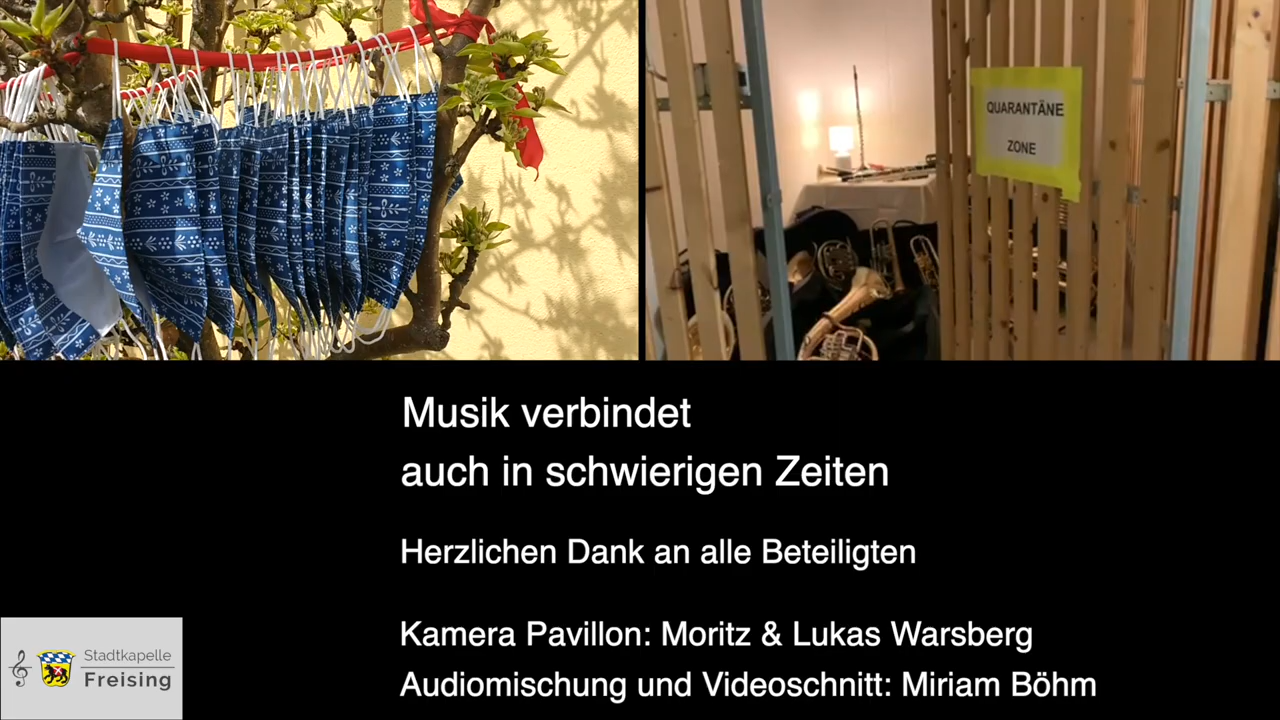 QUARANTÄNE
ZONE
Musik verbindet
auch in schwierigen Zeiten
Herzlichen Dank an alle Beteiligten
Kamera Pavillon: Moritz & Lukas Warsberg
Audiomischung und Videoschnitt: Miriam Böhm
Stadtkapelle
Freising